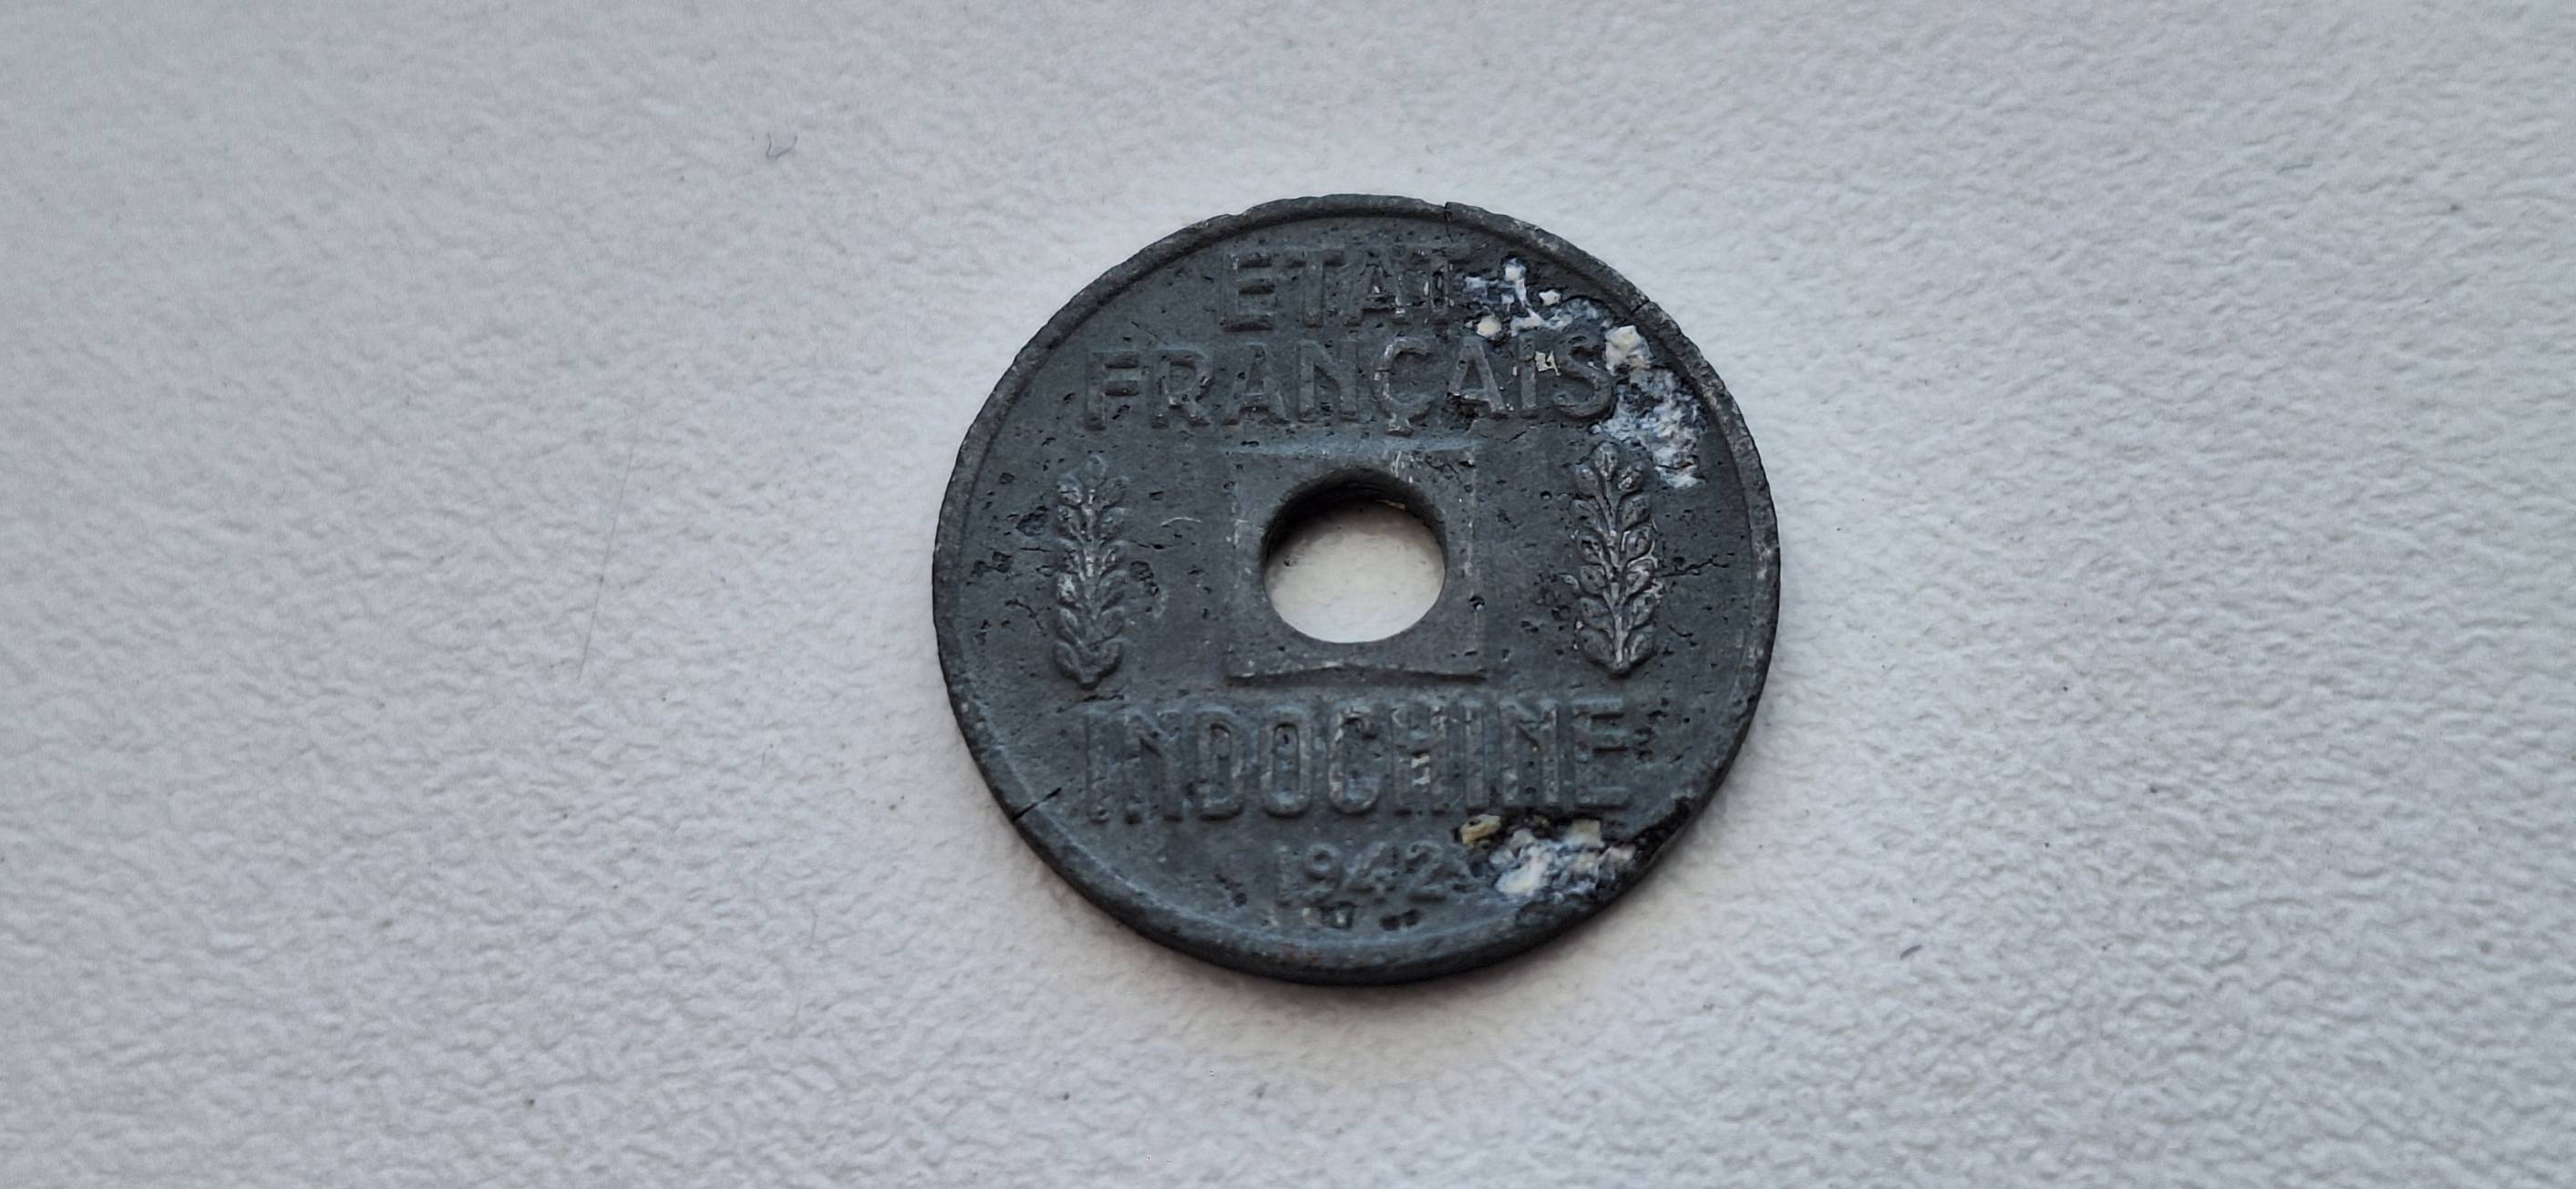 ETAT
FRANÇAIS
INDOCHINE
1942